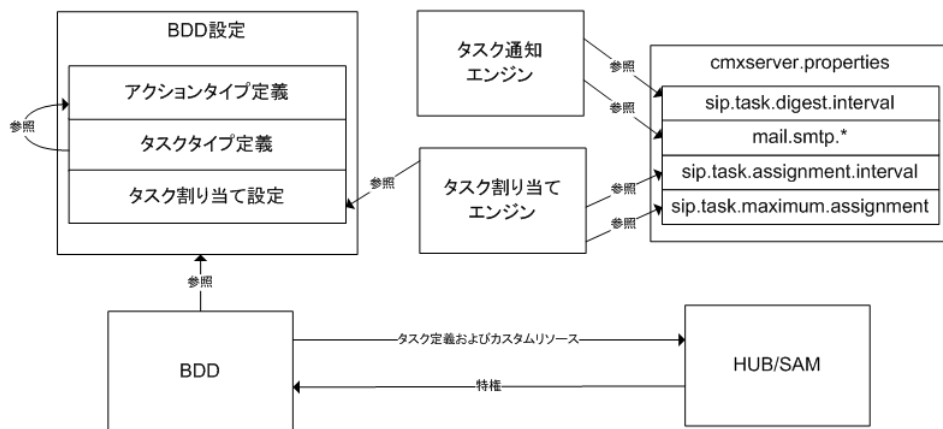 BDD設定
アクションタイプ定義
タスクタイプ定義
タスク割り当て設定
参照
タスク通知
エンジン
参照
参照
cmxserver.properties
sip.task.digest.interval
mail.smtp.*
sip.task.assignment.interval
sip.task.maximum.assignment
参照
タスク割り当て
エンジン
参照
参照
参照
BDD
タスク定義およびカスタムリソース
特権
HUB/SAM